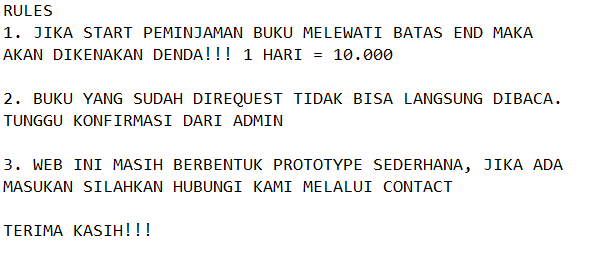 RULES
1. JIKA START PEMINJAMAN BUKU MELEWATI BATAS END MAKA
AKAN DIKENAKAN DENDA!!! 1 HARI = 10.000
2. BUKU YANG SUDAH DIREQUEST TIDAK BISA LANGSUNG DIBACA.
TUNGGU KONFIRMASI DARI ADMIN
3. WEB INI MASIH BERBENTUK PROTOTYPE SEDERHANA, JIKA ADA
MASUKAN SILAHKAN HUBUNGI KAMI MELALUI CONTACT
TERIMA KASIH!!!